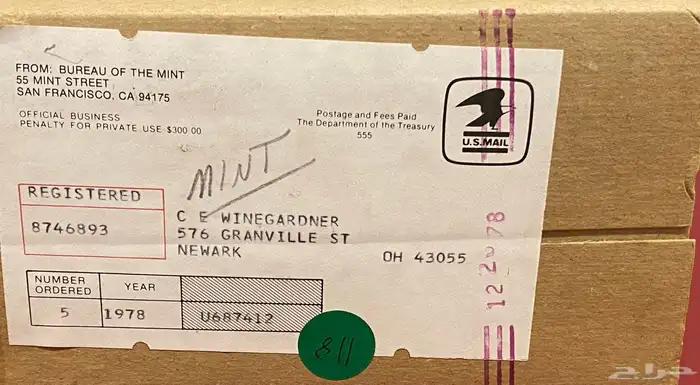 FROM: BUREAU OF THE MINT
55 MINT STREET
SAN FRANCISCO, CA 94175
OFFICIAL BUSINESS
PENALTY FOR PRIVATE USE $300.00
Postage and Fees Paid
The Department of the Treasury
555
U.S.MAIL
MINT
REGISTERED
8746893
C E WINEGARDNER
576 GRANVILLE ST
NEWARK OH 43055
NUMBER ORDERED YEAR
5 1978 U687412
811
حراج